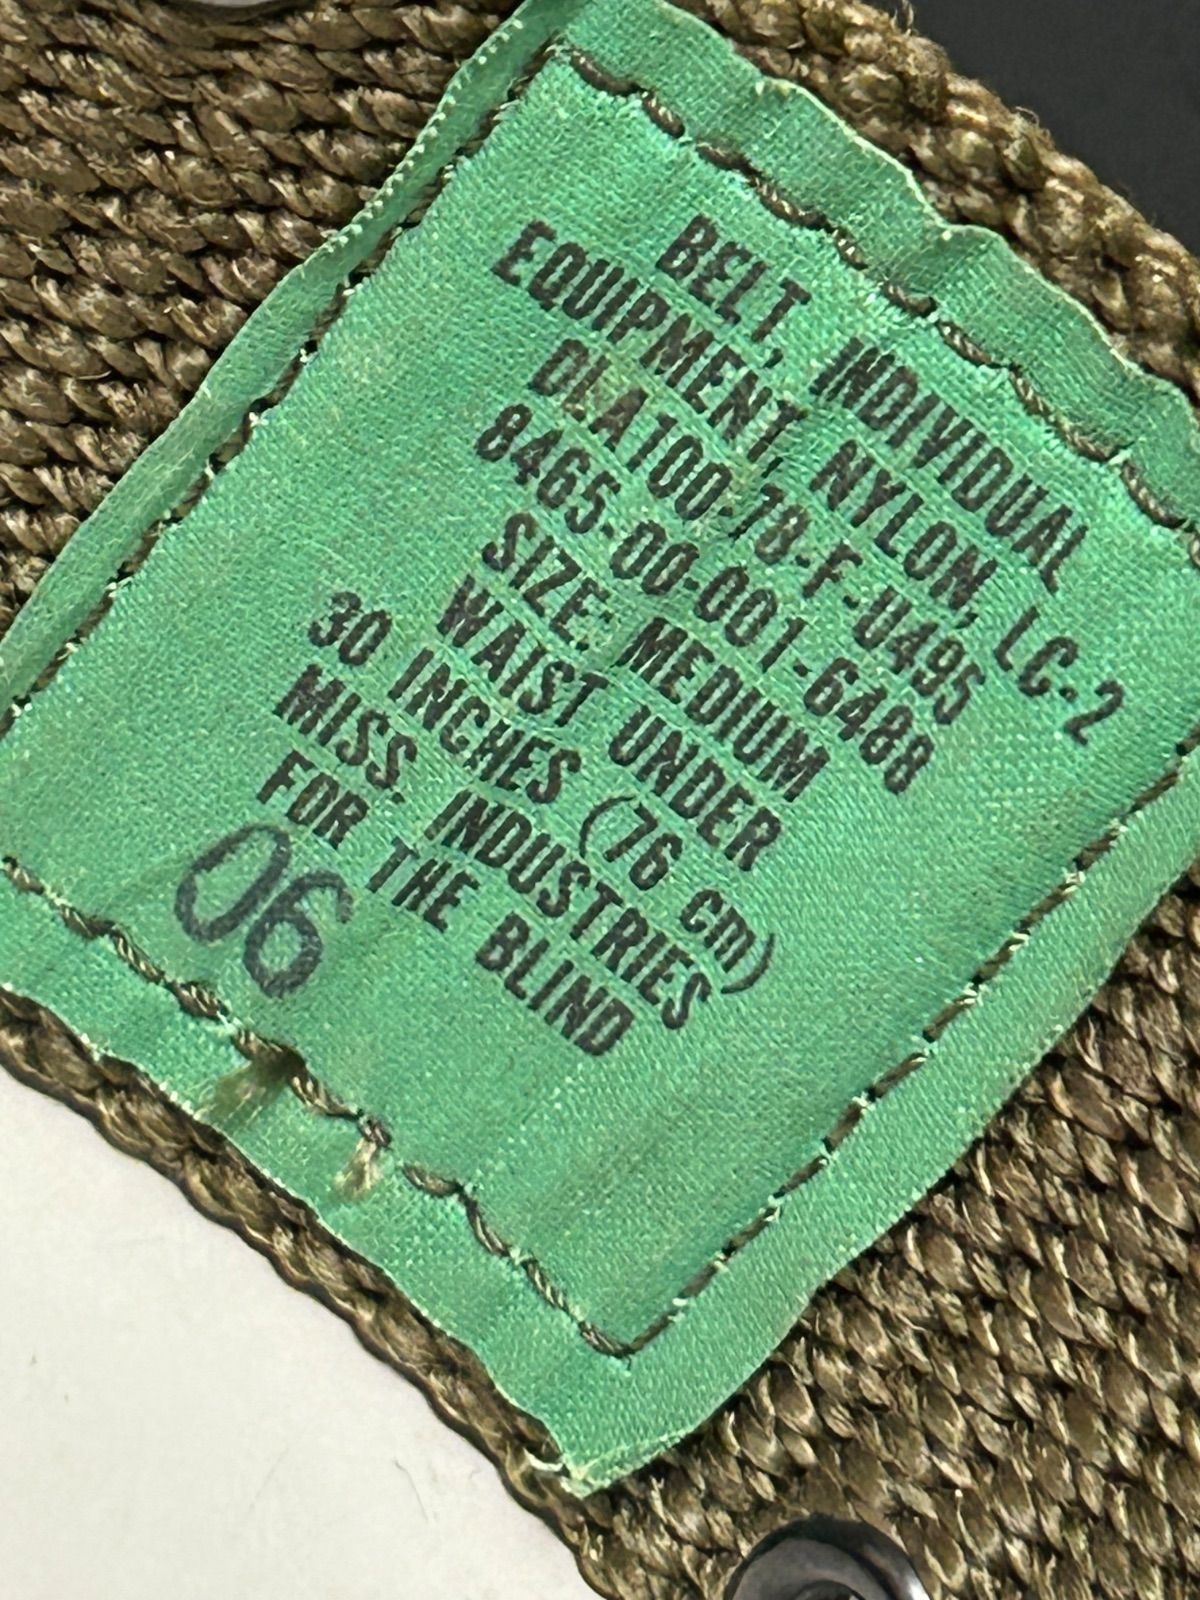 BELT, INDIVIDUAL
EQUIPMENT, NYLON, LC-2
DLA100-78-F-U495
8465-00-001-6488
SIZE: MEDIUM
WAIST UNDER
30 INCHES (76 cm)
MISS. INDUSTRIES
FOR THE BLIND
06